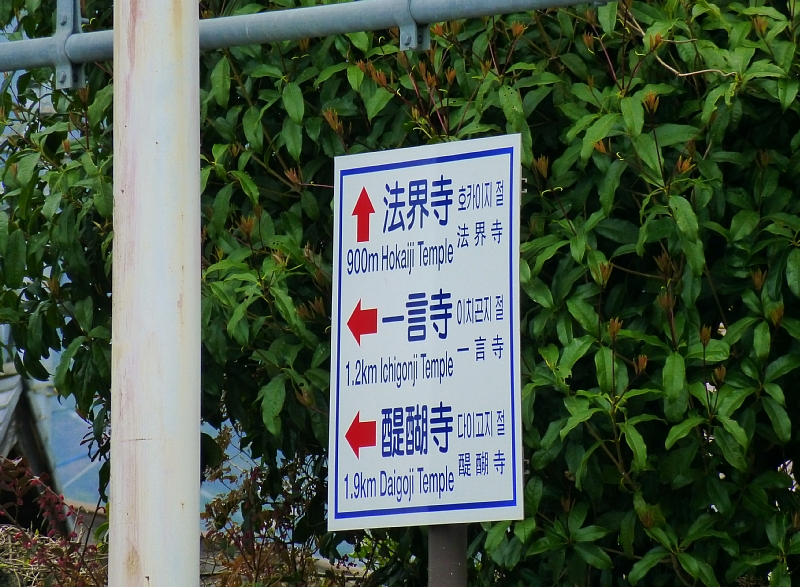 法界寺 호카이지 절
900m Hokaiji Temple 法界寺
一言寺 이치곤지 절
1.2km Ichigonji Temple 一言寺
醍醐寺 다이고지 절
1.9km Daigoji Temple 醍醐寺